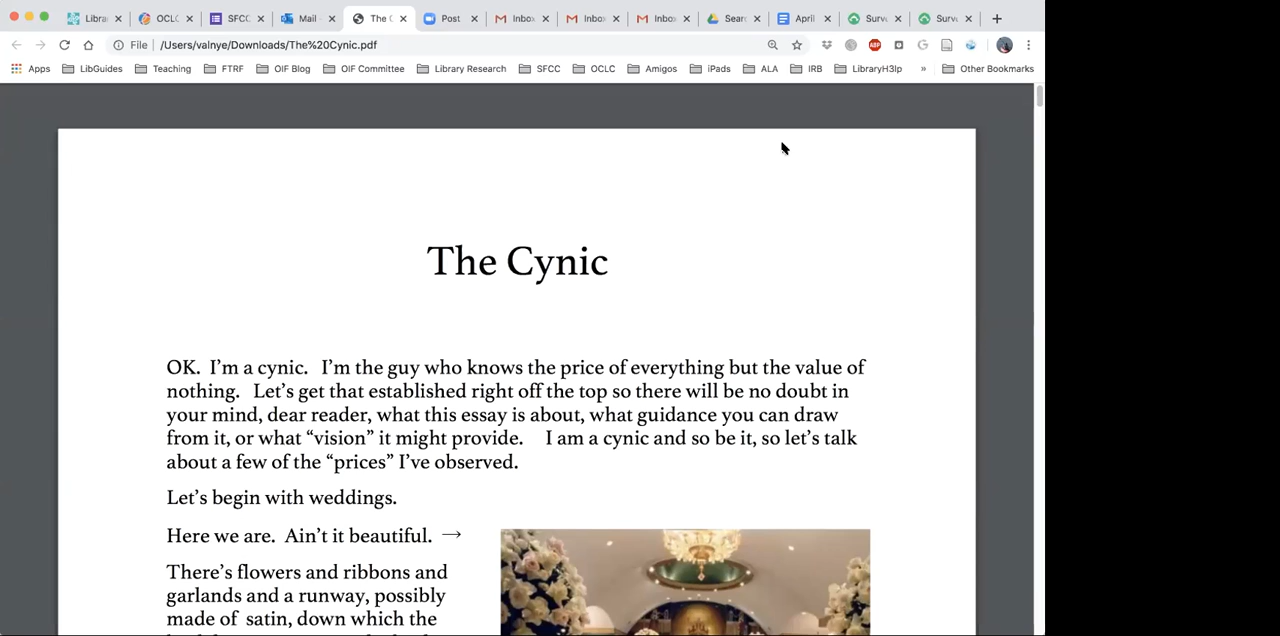 Libra
OCLC
SFCC
Mail -
The C
Post
Inbox
Inbox
Inbox
Sear
April
Surve
Surve
File | /Users/valnye/Downloads/The%20Cynic.pdf
ABP
Apps LibGuides Teaching FTRF OIF Blog OIF Committee Library Research SFCC OCLC Amigos iPads ALA IRB LibraryH3lp » Other Bookmarks
The Cynic
OK. I'm a cynic. I'm the guy who knows the price of everything but the value of
nothing. Let's get that established right off the top so there will be no doubt in
your mind, dear reader, what this essay is about, what guidance you can draw
from it, or what “vision” it might provide. I am a cynic and so be it, so let's talk
about a few of the “prices” I've observed.
Let's begin with weddings.
Here we are. Ain't it beautiful. →
There's flowers and ribbons and
garlands and a runway, possibly
made of satin, down which the